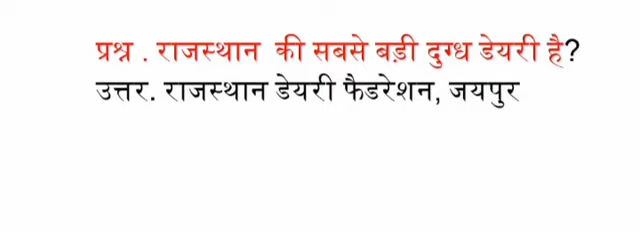 प्रश्न . राजस्थान की सबसे बड़ी दुग्ध डेयरी है?
उत्तर. राजस्थान डेयरी फैडरेशन, जयपुर